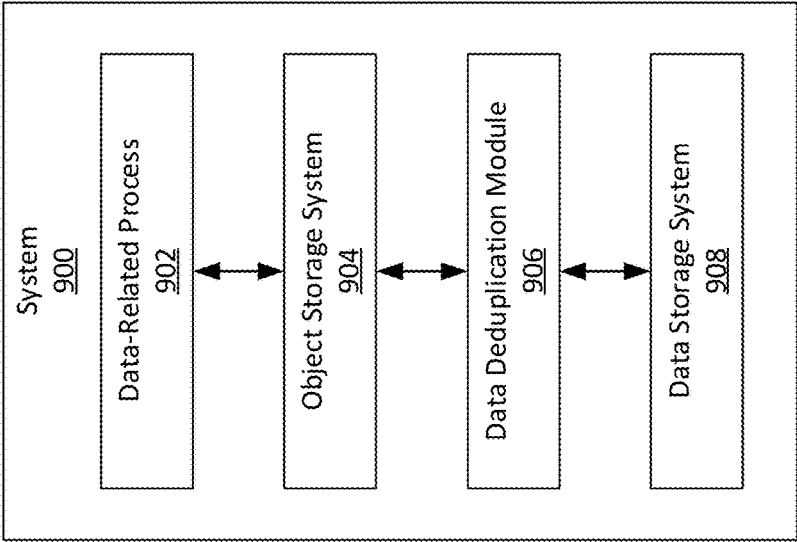 System
900
Data-Related Process
902
Object Storage System
904
Data Deduplication Module
906
Data Storage System
908